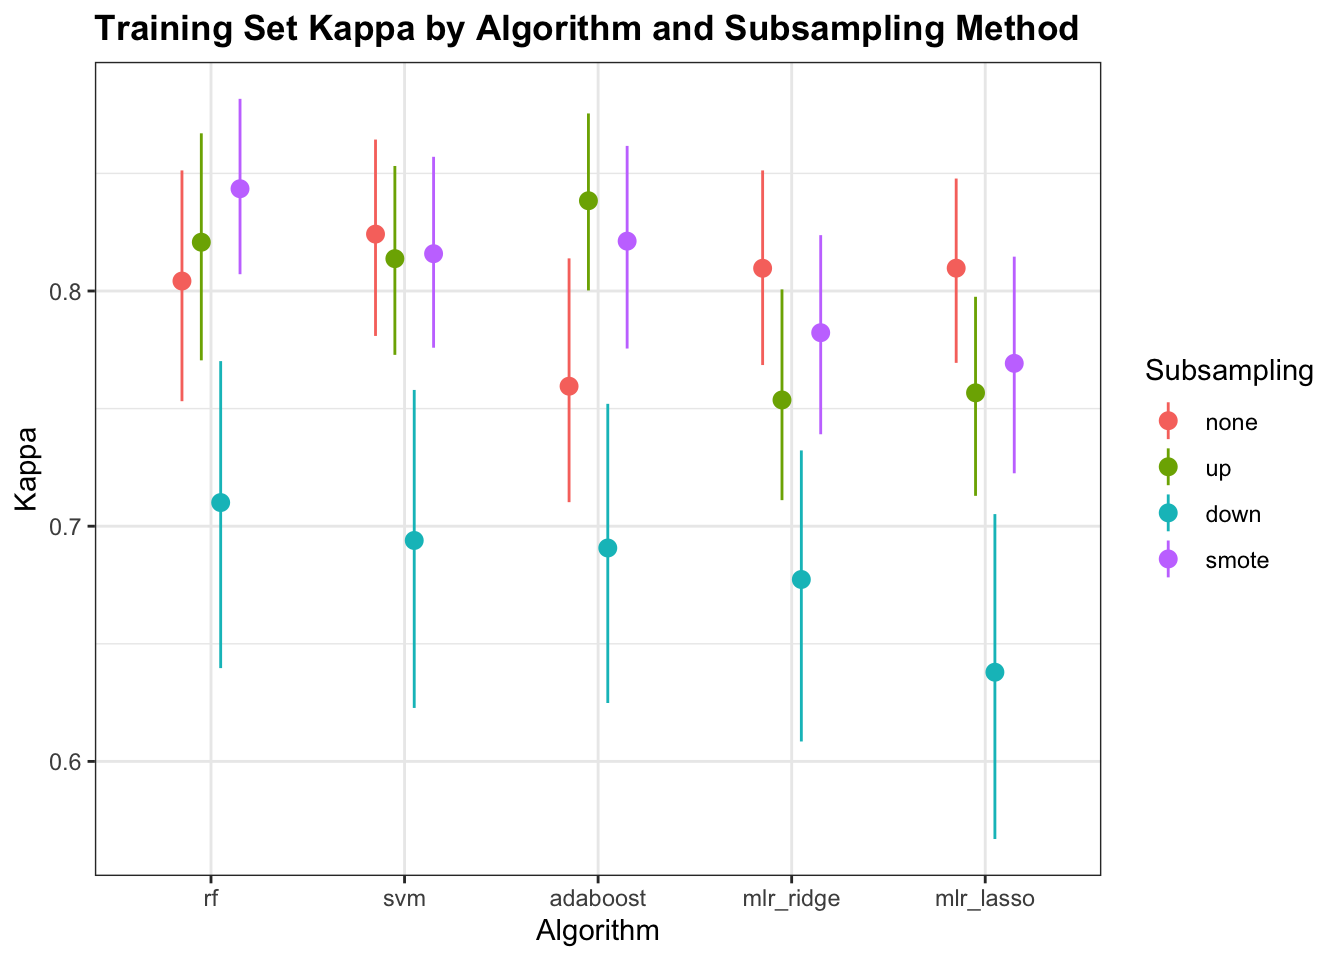 Training Set Kappa by Algorithm and Subsampling Method
Kappa
0.8
0.7
0.6
rf svm adaboost mlr_ridge mlr_lasso
Algorithm
Subsampling
none
up
down
smote